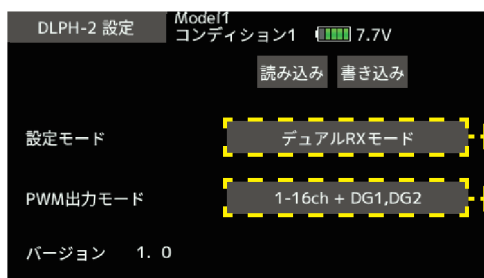 DLPH-2 設定
Model1
コンディション1 7.7V
読み込み 書き込み
設定モード デュアルRXモード
PWM出力モード 1-16ch + DG1,DG2
バージョン 1. 0